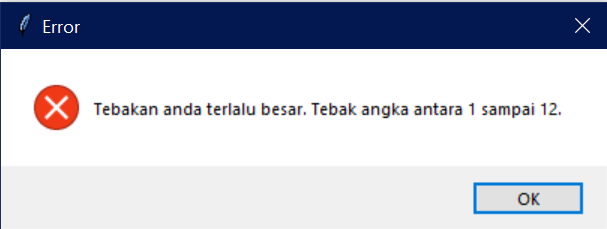 Error
Tebakan anda terlalu besar. Tebak angka antara 1 sampai 12.
OK